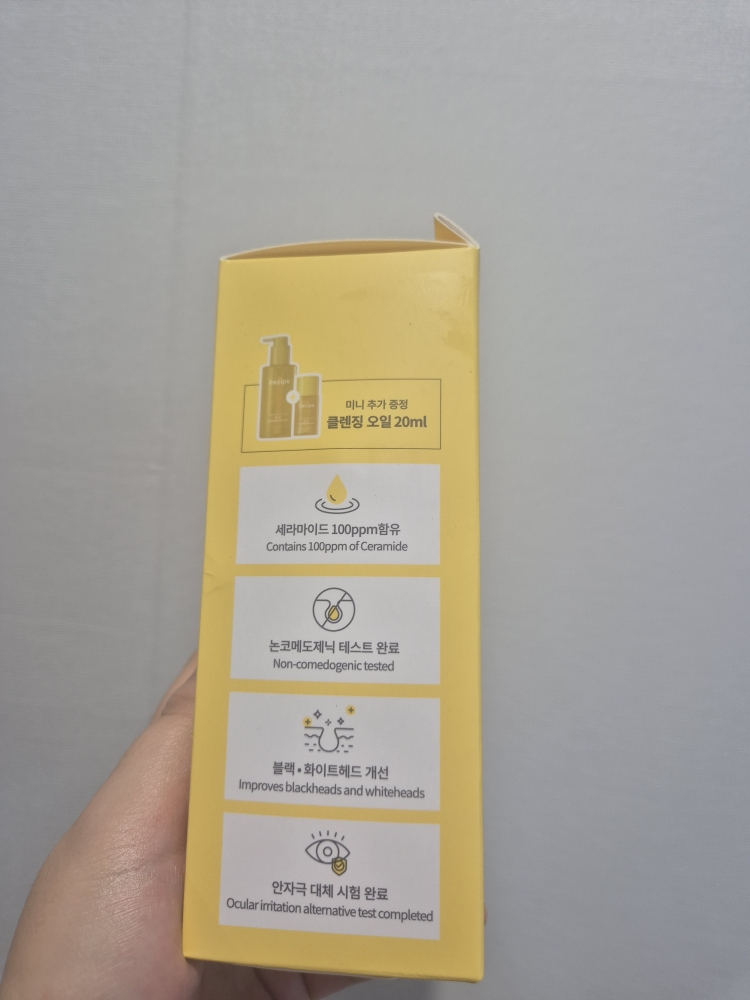 미니 추가 증정
클렌징 오일 20ml
세라마이드 100ppm함유
Contains 100ppm of Ceramide
논코메도제닉 테스트 완료
Non-comedogenic tested
블랙•화이트헤드 개선
Improves blackheads and whiteheads
안자극 대체 시험 완료
Ocular irritation alternative test completed